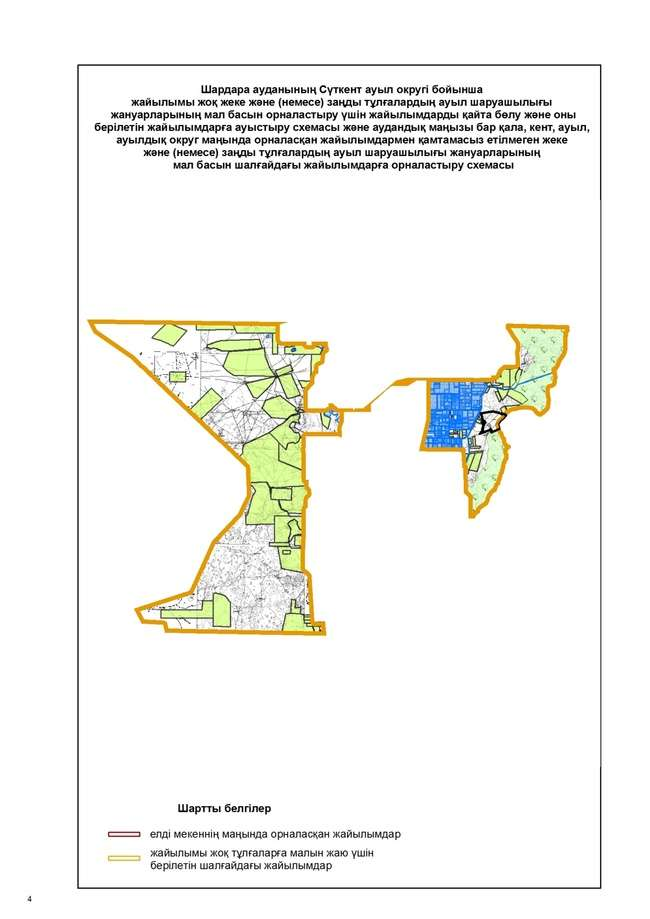 Шардара ауданының Сүткент ауыл округі бойынша
жайылымы жоқ жеке және (немесе) заңды тұлғалардың ауыл шаруашылығы
жануарларының мал басын орналастыру үшін жайылымдарды қайта бөлу және оны
берілетін жайылымдарға ауыстыру схемасы және аудандық маңызы бар қала, кент, ауыл,
ауылдық округ маңында орналасқан жайылымдармен қамтамасыз етілмеген жеке
және (немесе) заңды тұлғалардың ауыл шаруашылығы жануарларының
мал басын шалғайдағы жайылымдарға орналастыру схемасы
Шартты белгілер
елді мекеннің маңында орналасқан жайылымдар
жайылымы жоқ тұлғаларға малын жаю үшін
берілетін шалғайдағы жайылымдар
4